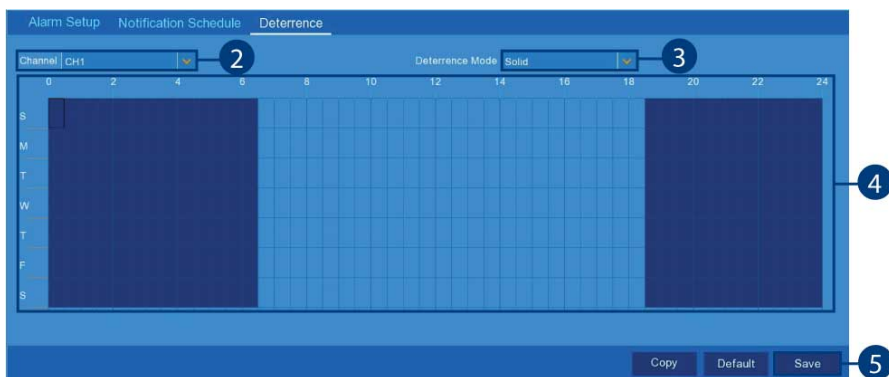 Alarm Setup Notification Schedule Deterrence
Channel CH1 2 Deterrence Mode Solid 3
0 2 4 6 8 10 12 14 16 18 20 22 24
S
M
T
W 4
T
F
S
Copy Default Save 5